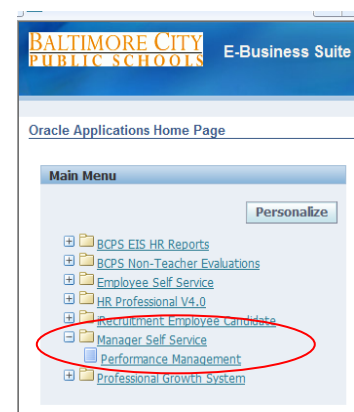 BALTIMORE CITY
PUBLIC SCHOOLS
E-Business Suite
Oracle Applications Home Page
Main Menu
Personalize
BCPS EIS HR Reports
BCPS Non-Teacher Evaluations
Employee Self Service
HR Professional V4.0
iRecruitment Employee Candidate
Manager Self Service
Performance Management
Professional Growth System